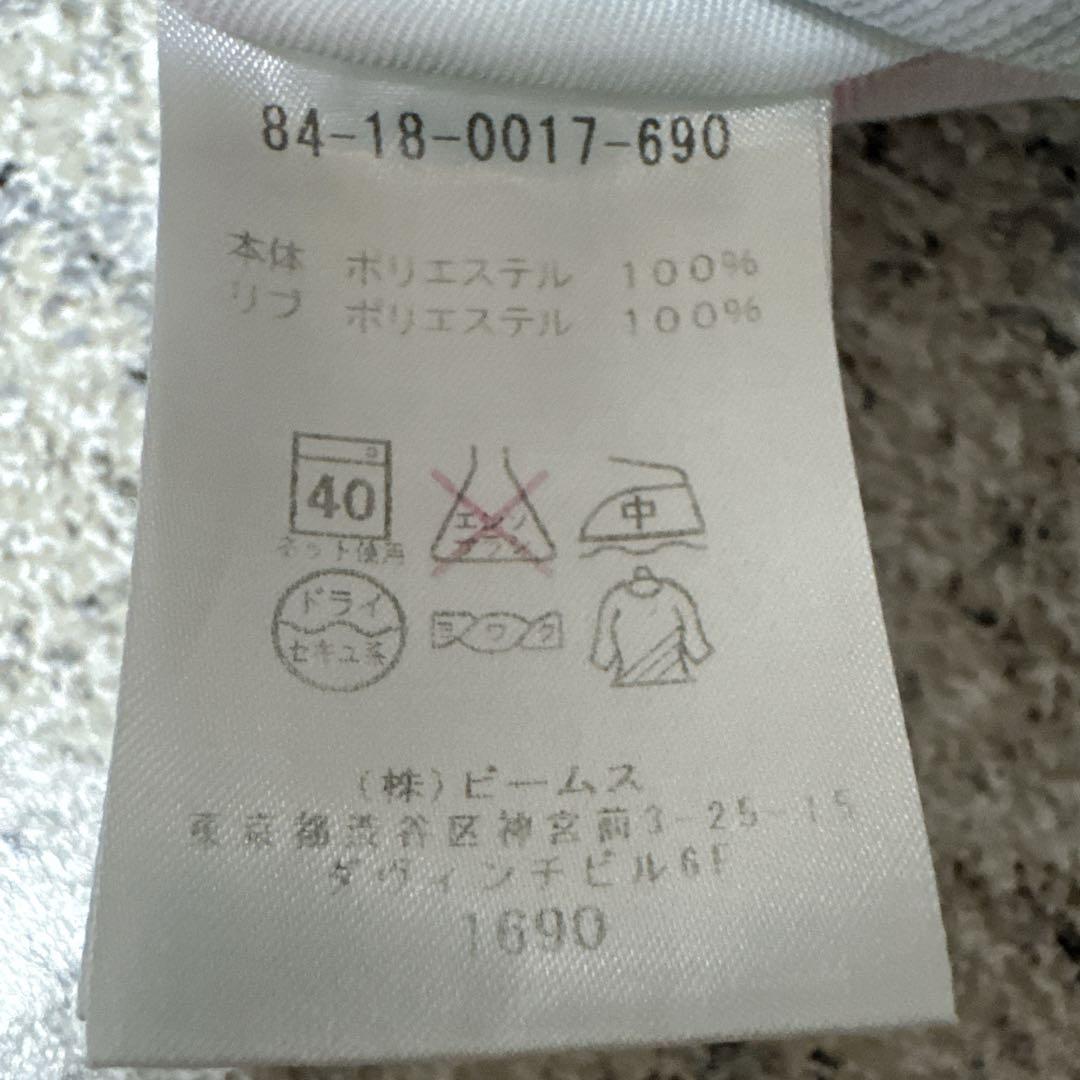 84-18-0017-690
本体 ポリエステル 100%
リブ ポリエステル 100%
40
ネット使用
エンソ
サラシ
中
ドライ
セキユ系
ヨワク
(株)ビームス
東京都渋谷区神宮前3-25-15
ダヴィンチビル6F
1690